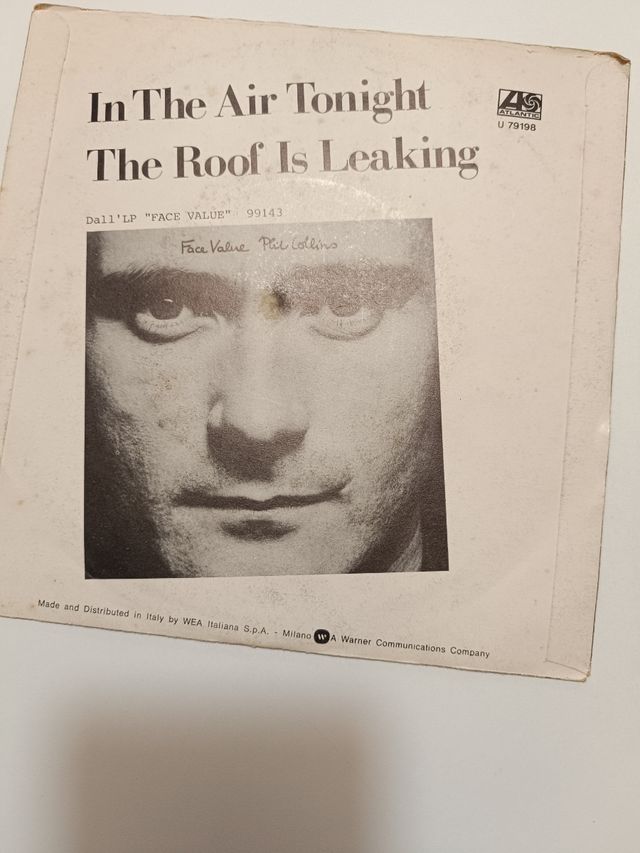 In The Air Tonight
The Roof Is Leaking
ATLANTIC
U 79198
Dall'LP "FACE VALUE" 99143
Face Value Phil Collins
Made and Distributed in Italy by WEA Italiana S.p.A. - Milano W A Warner Communications Company